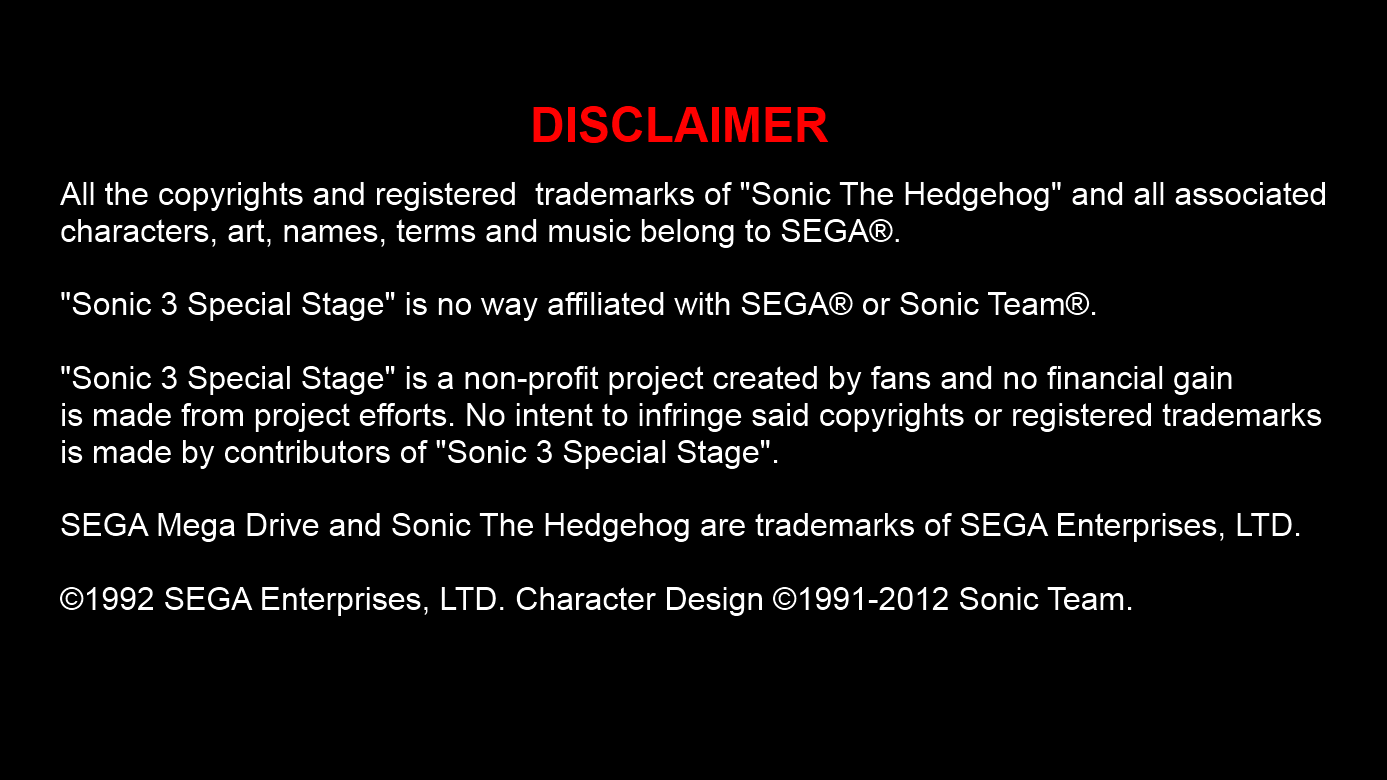 DISCLAIMER
All the copyrights and registered  trademarks of "Sonic The Hedgehog" and all associated
characters, art, names, terms and music belong to SEGA®.
"Sonic 3 Special Stage" is no way affiliated with SEGA® or Sonic Team®.
"Sonic 3 Special Stage" is a non-profit project created by fans and no financial gain
is made from project efforts. No intent to infringe said copyrights or registered trademarks
is made by contributors of "Sonic 3 Special Stage".
SEGA Mega Drive and Sonic The Hedgehog are trademarks of SEGA Enterprises, LTD.
©1992 SEGA Enterprises, LTD. Character Design ©1991-2012 Sonic Team.